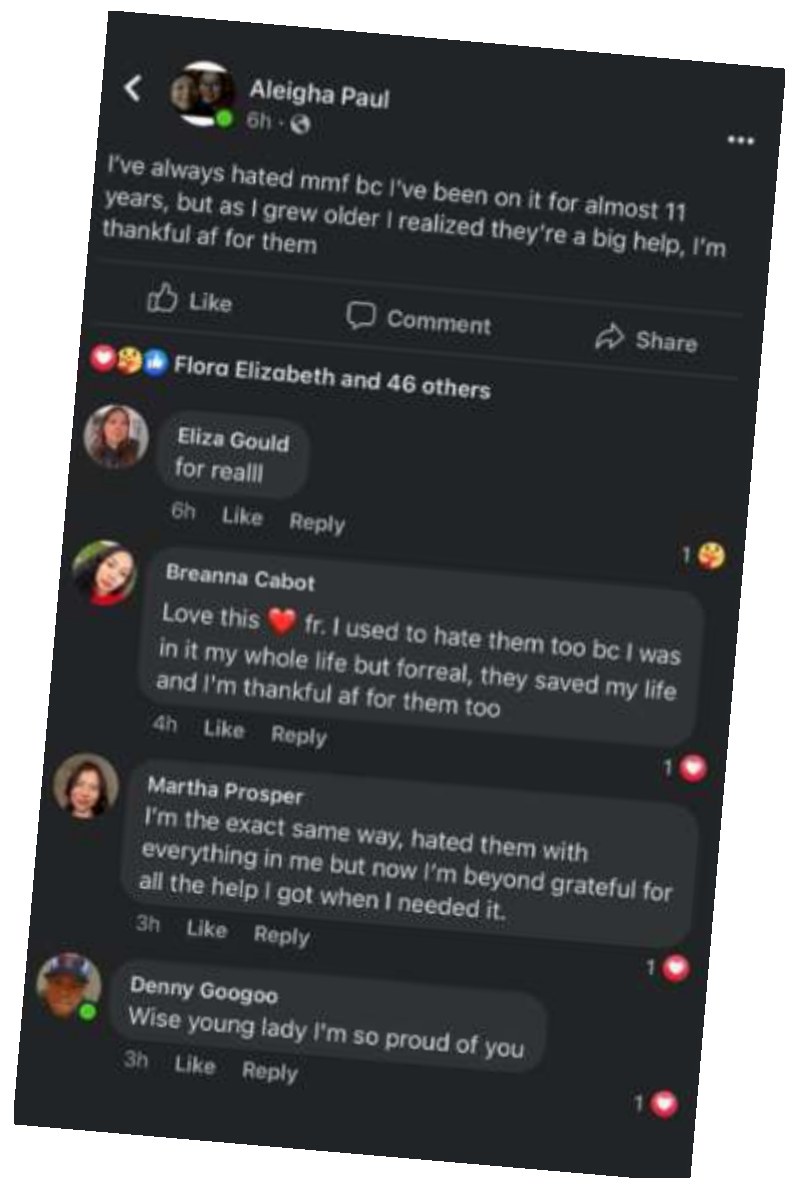 Aleigha Paul
6h ·
I've always hated mmf bc I've been on it for almost 11
years, but as I grew older I realized they're a big help, I'm
thankful af for them
Like Comment Share
Flora Elizabeth and 46 others
Eliza Gould
for realll
6h Like Reply
1
Breanna Cabot
Love this ❤️ fr. I used to hate them too bc I was
in it my whole life but forreal, they saved my life
and I'm thankful af for them too
4h Like Reply
1
Martha Prosper
I'm the exact same way, hated them with
everything in me but now I'm beyond grateful for
all the help I got when I needed it.
3h Like Reply
1
Denny Googoo
Wise young lady I'm so proud of you
3h Like Reply
1